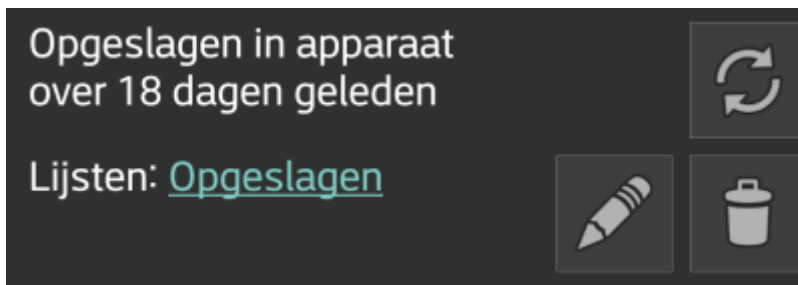 Opgeslagen in apparaat
over 18 dagen geleden
Lijsten: Opgeslagen